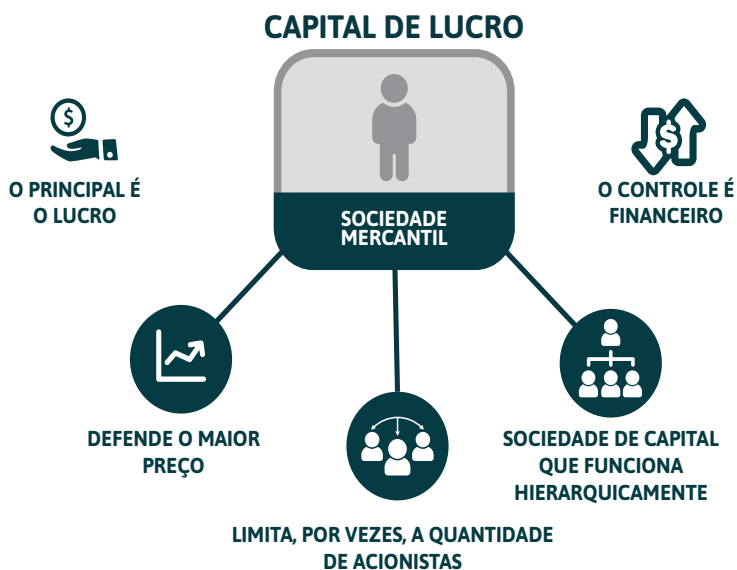 CAPITAL DE LUCRO
$
O PRINCIPAL É
O LUCRO
$
O CONTROLE É
FINANCEIRO
SOCIEDADE
MERCANTIL
DEFENDE O MAIOR
PREÇO
SOCIEDADE DE CAPITAL
QUE FUNCIONA
HIERARQUICAMENTE
LIMITA, POR VEZES, A QUANTIDADE
DE ACIONISTAS